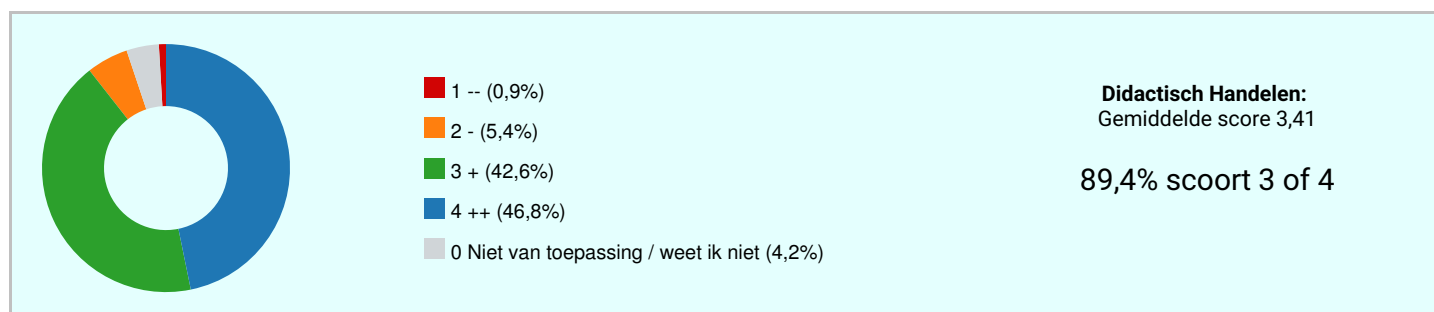 1 -- (0,9%)
2 - (5,4%)
3 + (42,6%)
4 ++ (46,8%)
0 Niet van toepassing / weet ik niet (4,2%)
Didactisch Handelen:
Gemiddelde score 3,41
89,4% scoort 3 of 4